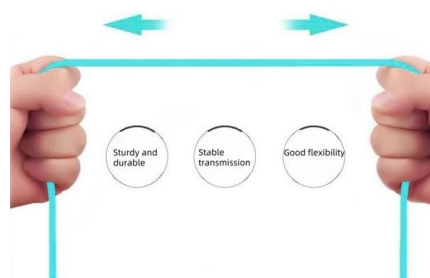 Sturdy and
durable
Stable
transmission
Good flexibility